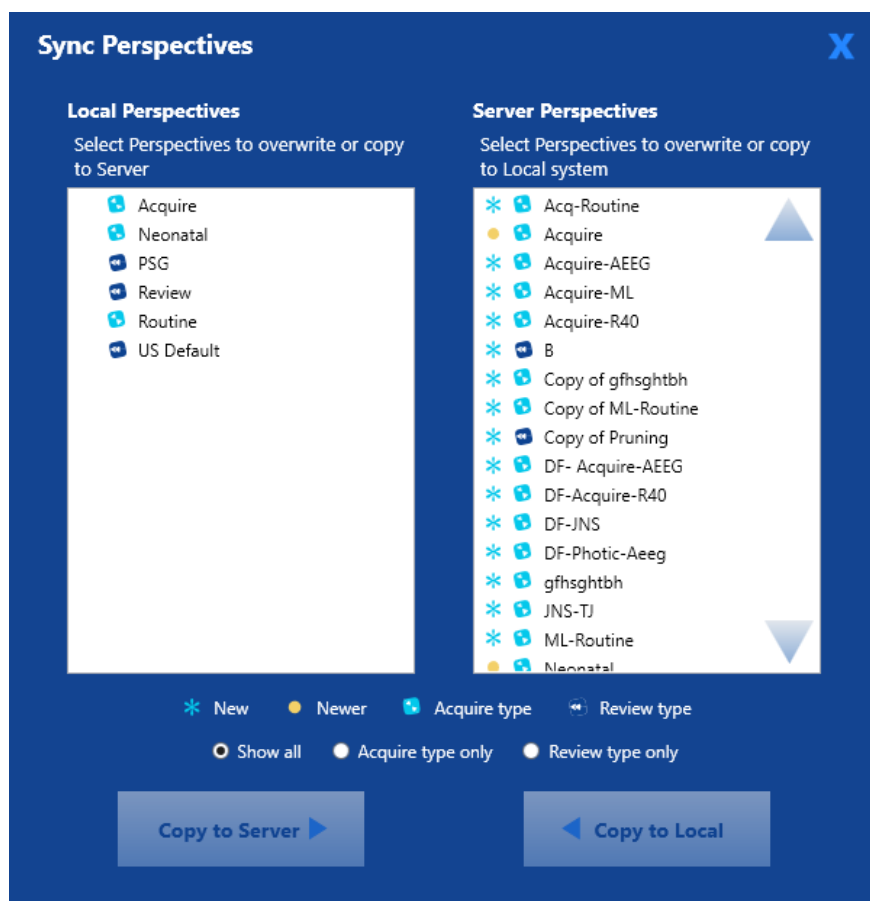 Sync Perspectives
X
Local Perspectives
Select Perspectives to overwrite or copy
to Server
Acquire
Neonatal
PSG
Review
Routine
US Default
Server Perspectives
Select Perspectives to overwrite or copy
to Local system
Acq-Routine
Acquire
Acquire-AEEG
Acquire-ML
Acquire-R40
B
Copy of gfhsghtbh
Copy of ML-Routine
Copy of Pruning
DF- Acquire-AEEG
DF-Acquire-R40
DF-JNS
DF-Photic-Aeeg
gfhsghtbh
JNS-TJ
ML-Routine
Neonatal
New Newer Acquire type Review type
Show all Acquire type only Review type only
Copy to Server
Copy to Local